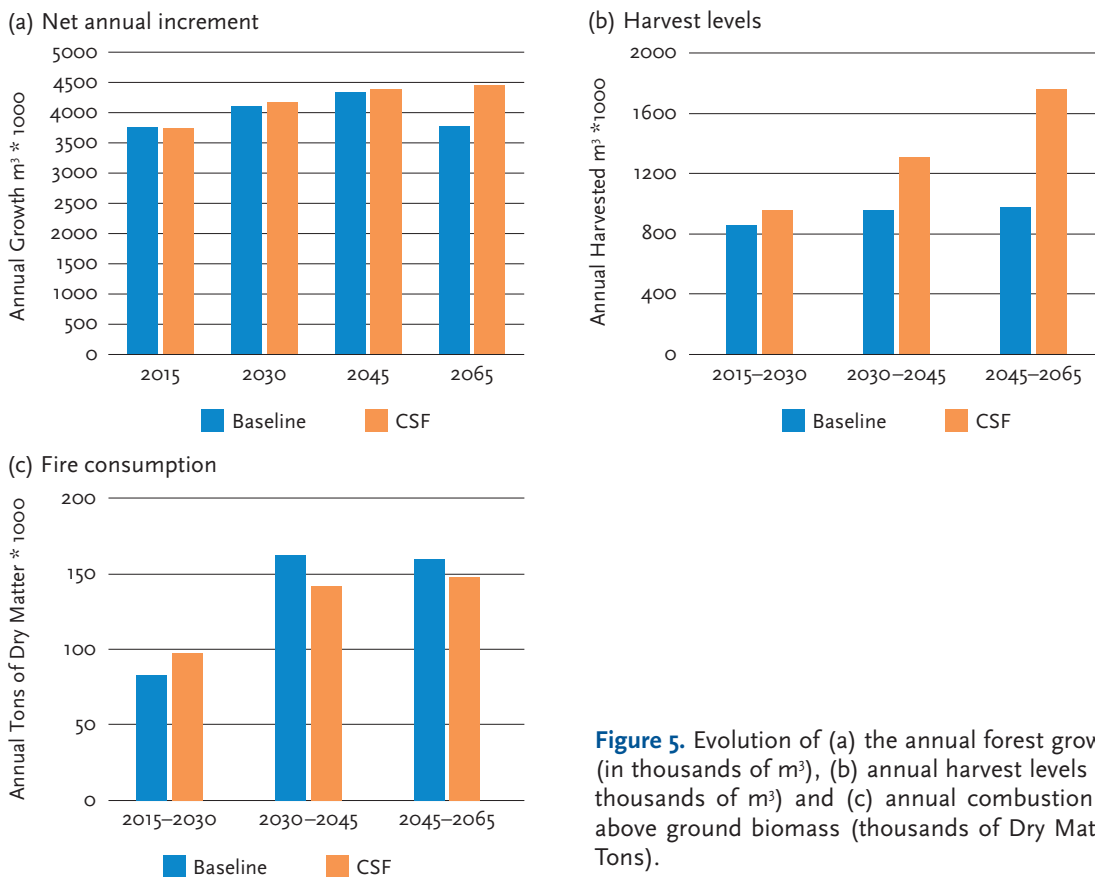 (a) Net annual increment
Annual Growth m³ * 1000
5000
4500
4000
3500
3000
2500
2000
1500
1000
500
0
2015 2030 2045 2065
Baseline CSF
(b) Harvest levels
Annual Harvested m³ *1000
2000
1600
1200
800
400
0
2015–2030 2030–2045 2045–2065
Baseline CSF
(c) Fire consumption
Annual Tons of Dry Matter * 1000
200
150
100
50
0
2015–2030 2030–2045 2045–2065
Baseline CSF
Figure 5. Evolution of (a) the annual forest grow
(in thousands of m³), (b) annual harvest levels
thousands of m³) and (c) annual combustion
above ground biomass (thousands of Dry Mat
Tons).